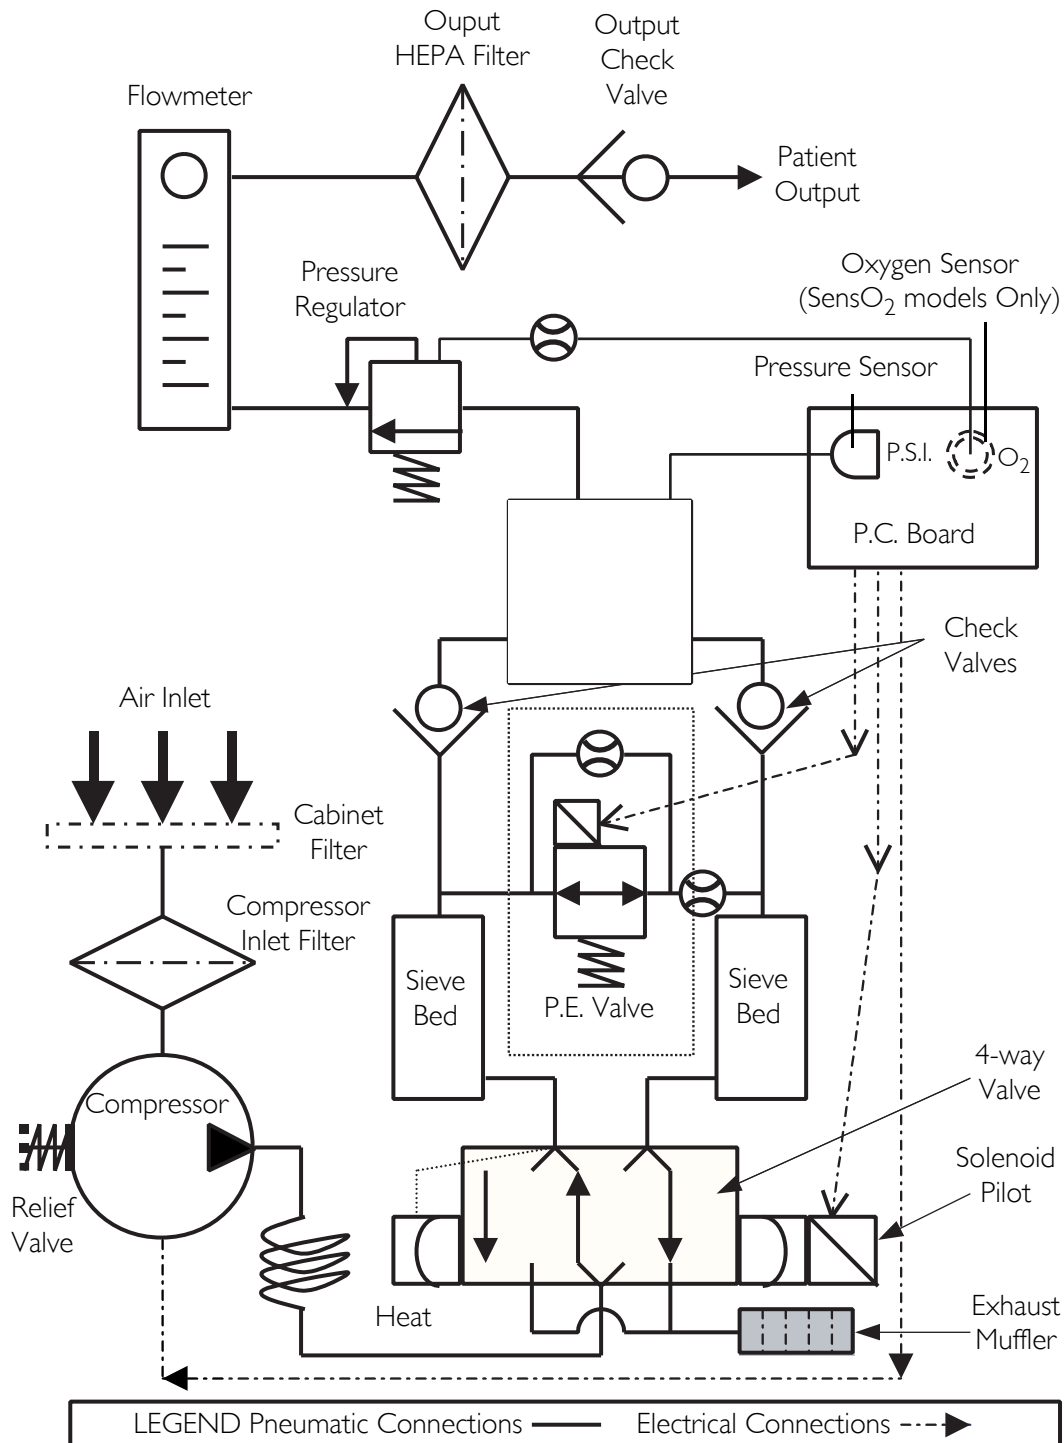 Ouput
HEPA Filter
Output
Check
Valve
Flowmeter
Patient
Output
Pressure
Regulator
Oxygen Sensor
(SensO2 models Only)
Pressure Sensor
P.S.I.
O2
P.C. Board
Check
Valves
Air Inlet
Cabinet
Filter
Compressor
Inlet Filter
Sieve
Bed
P.E. Valve
Sieve
Bed
4-way
Valve
Compressor
Solenoid
Pilot
Relief
Valve
Heat
Exhaust
Muffler
LEGEND Pneumatic Connections
Electrical Connections